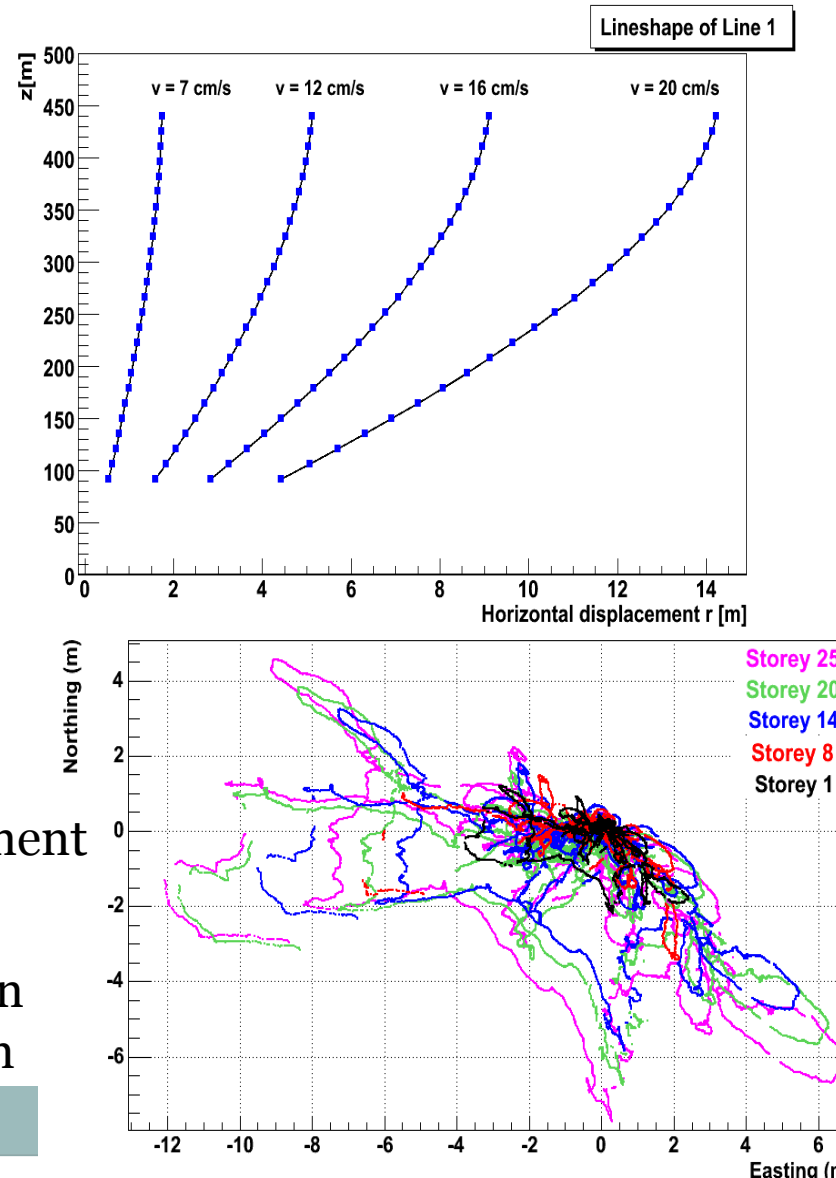 Lineshape of Line 1
z[m]
v = 7 cm/s v = 12 cm/s v = 16 cm/s v = 20 cm/s
500
450
400
350
300
250
200
150
100
50
0
0 2 4 6 8 10 12 14
Horizontal displacement r [m]
Northing (m)
Storey 25
Storey 20
Storey 14
Storey 8
Storey 1
4
2
0
-2
-4
-6
-12 -10 -8 -6 -4 -2 0 2 4 6
Easting (